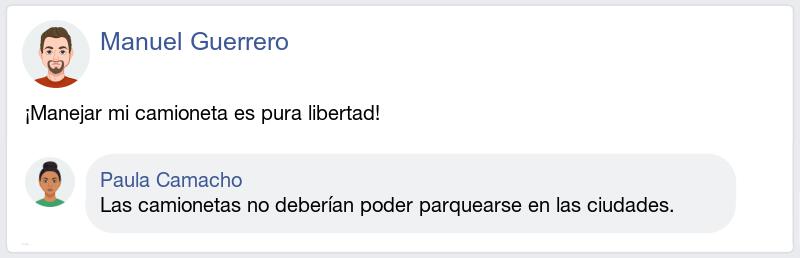 Manuel Guerrero
¡Manejar mi camioneta es pura libertad!
Paula Camacho
Las camionetas no deberían poder parquearse en las ciudades.